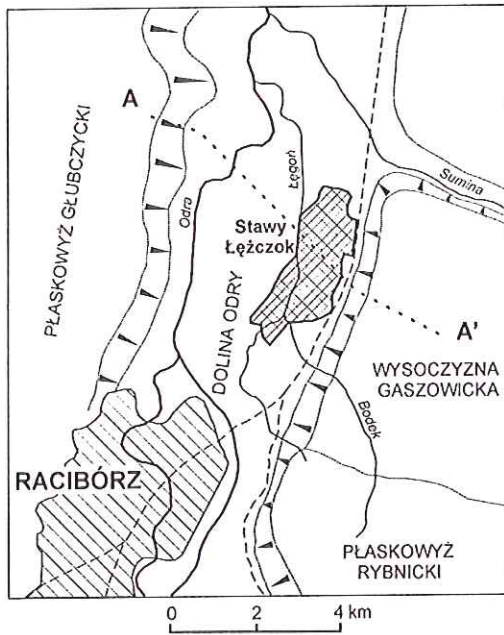 A
PŁASKOWYŻ GŁUBCZYCKI
Odra
Łęgoń
Sumina
Stawy
Łężczok
DOLINA ODRY
A'
WYSOCZYZNA
GASZOWICKA
Bodek
RACIBÓRZ
PŁASKOWYŻ
RYBNICKI
0 2 4 km